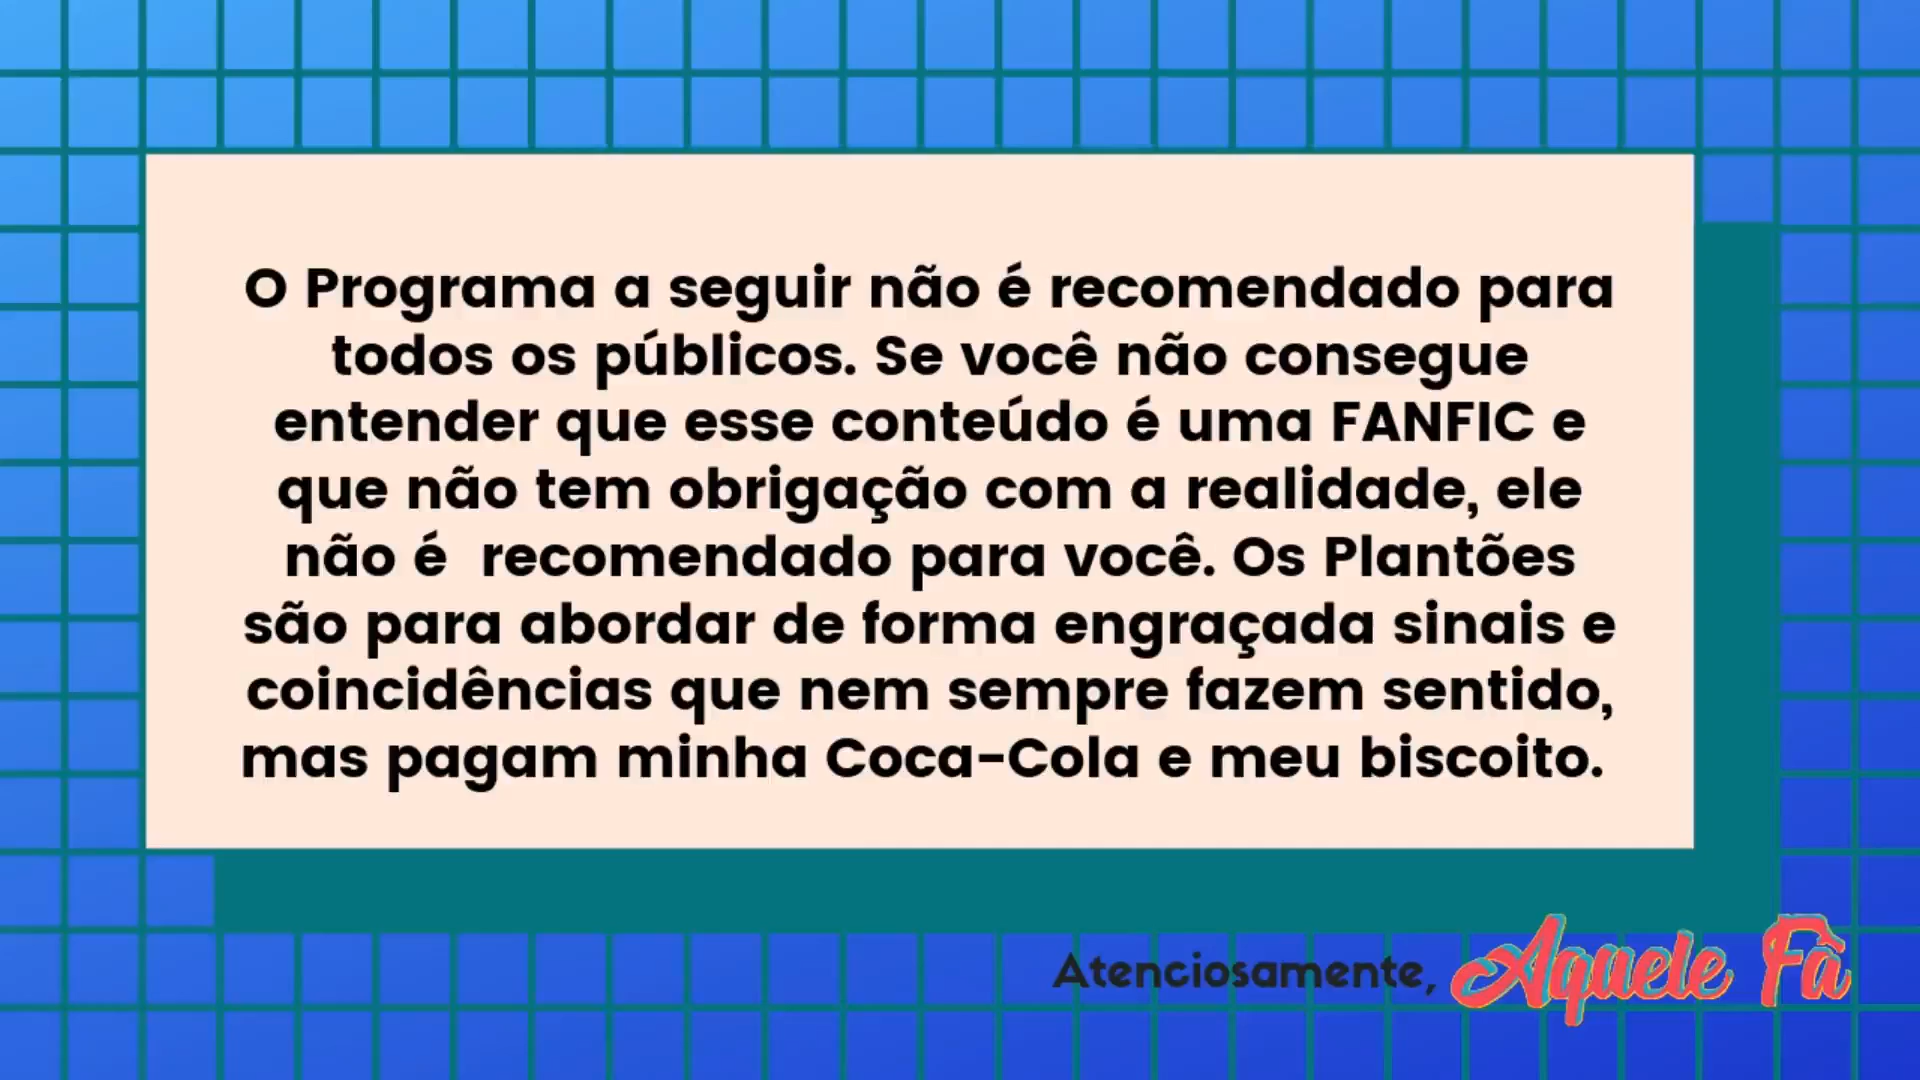 O Programa a seguir não é recomendado para
todos os públicos. Se você não consegue
entender que esse conteúdo é uma FANFIC e
que não tem obrigação com a realidade, ele
não é  recomendado para você. Os Plantões
são para abordar de forma engraçada sinais e
coincidências que nem sempre fazem sentido,
mas pagam minha Coca-Cola e meu biscoito.
Atenciosamente, Aquele Fã